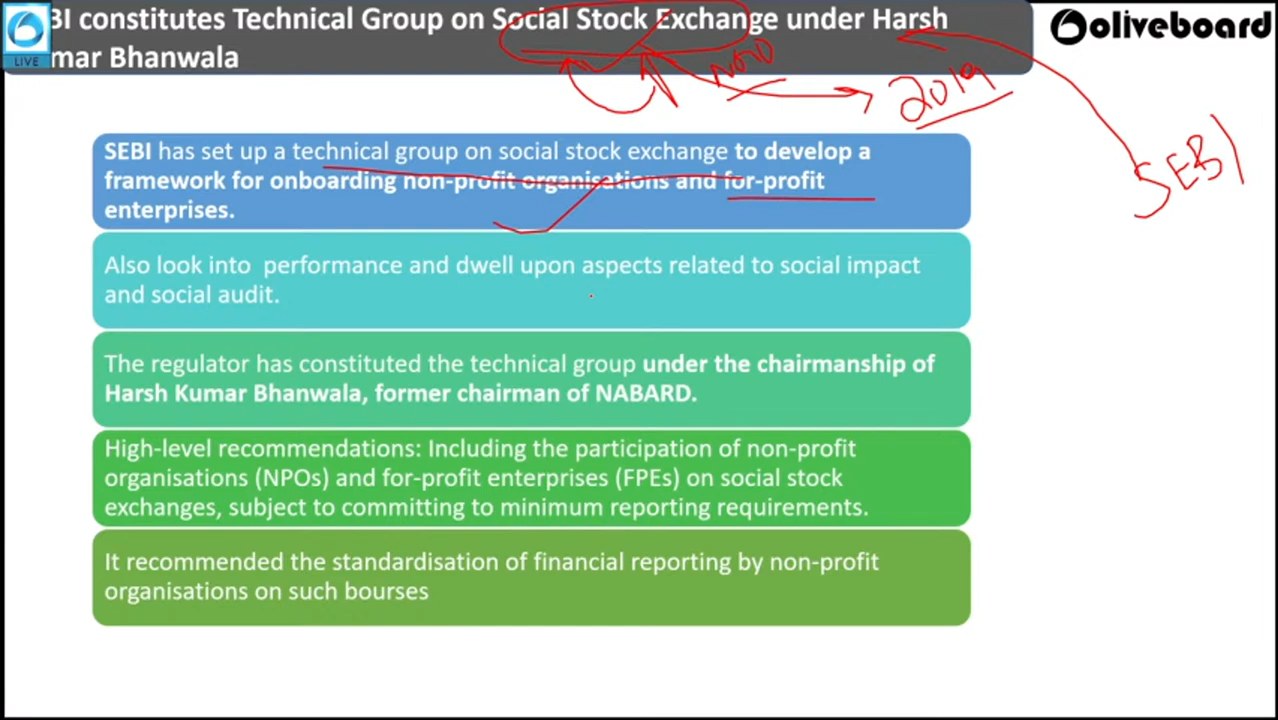 BI constitutes Technical Group on Social Stock Exchange under Harsh
mar Bhanwala
LIVE
oliveboard
2019
SEBI
SEBI has set up a technical group on social stock exchange to develop a
framework for onboarding non-profit organisations and for-profit
enterprises.
Also look into performance and dwell upon aspects related to social impact
and social audit.
The regulator has constituted the technical group under the chairmanship of
Harsh Kumar Bhanwala, former chairman of NABARD.
High-level recommendations: Including the participation of non-profit
organisations (NPOs) and for-profit enterprises (FPEs) on social stock
exchanges, subject to committing to minimum reporting requirements.
It recommended the standardisation of financial reporting by non-profit
organisations on such bourses